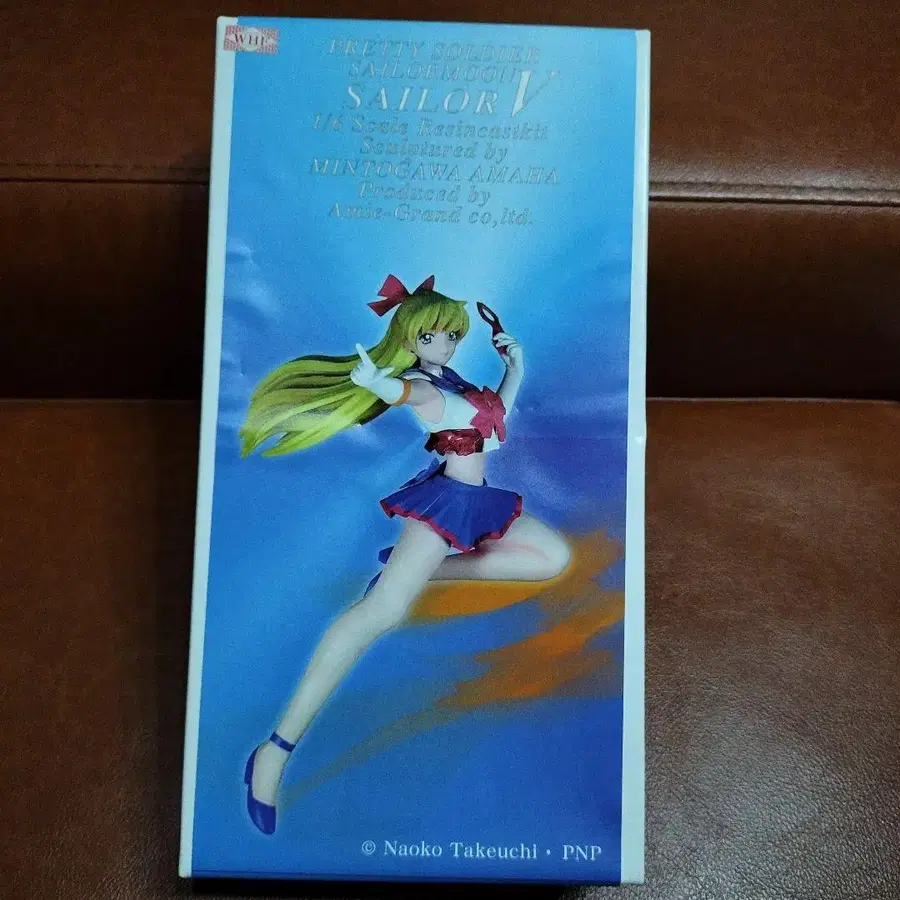 WHF
PRETTY SOLDIER
SAILORMOON
SAILOR V
1/6 Scale Resincastkit
Sculptured by
MINTOGAWA AMAHA
Produced by
Amie-Grand co,ltd.
© Naoko Takeuchi・PNP